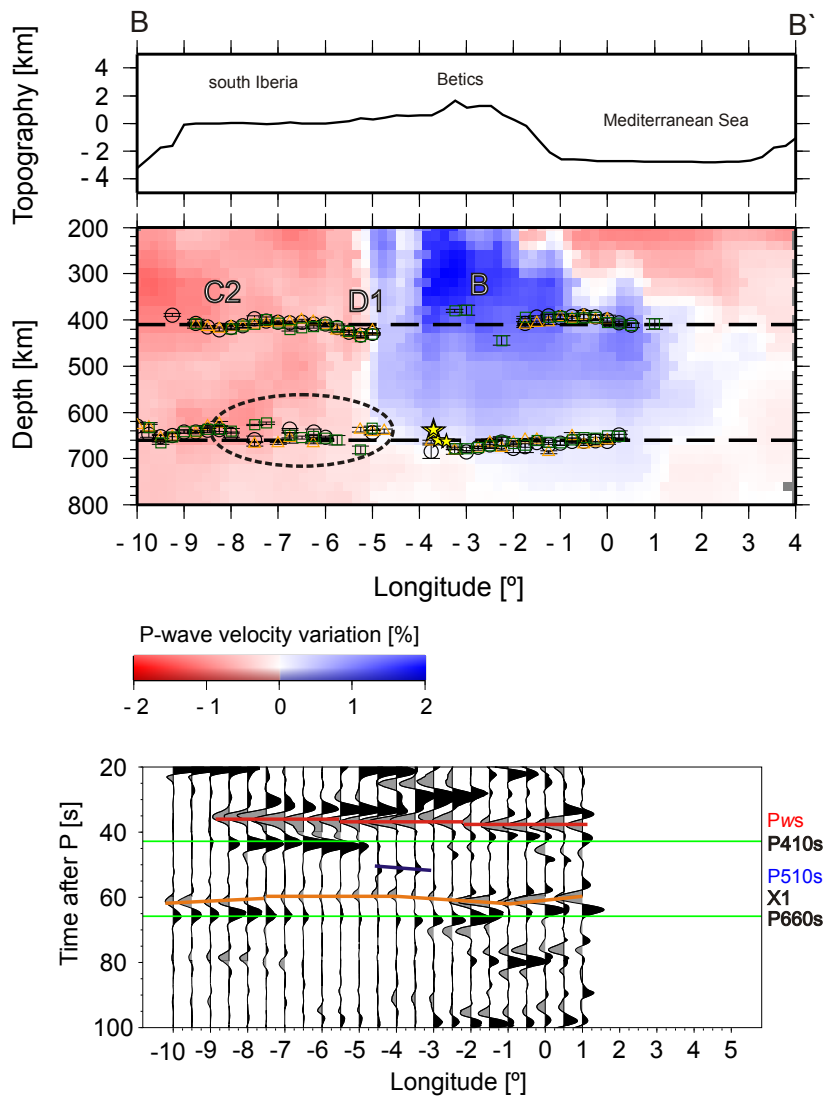 B B`
Topography [km]
4
2
0
- 2
- 4
south Iberia
Betics
Mediterranean Sea
Depth [km]
200
300
400
500
600
700
800
C2
D1
B
- 10 - 9 - 8 - 7 - 6 - 5 - 4 - 3 - 2 - 1 0 1 2 3 4
Longitude [º]
P-wave velocity variation [%]
- 2 - 1 0 1 2
Time after P [s]
20
40
60
80
100
Pws
P410s
P510s
X1
P660s
-10 -9 -8 -7 -6 -5 -4 -3 -2 -1 0 1 2 3 4 5
Longitude [º]